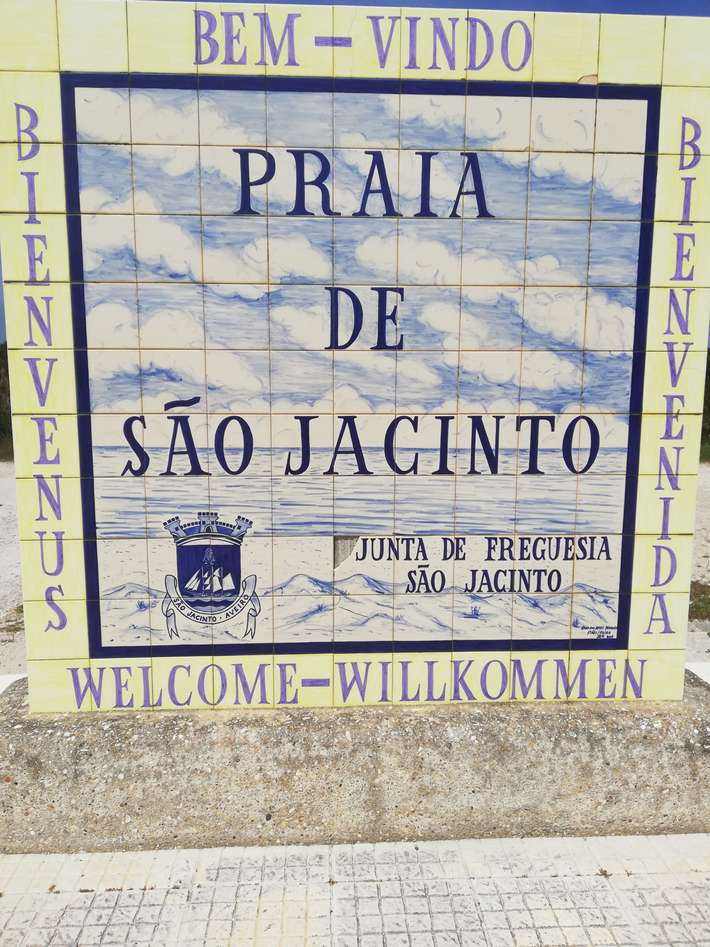 BEM-VINDO
BIENVENUS
PRAIA
DE
SÃO JACINTO
JUNTA DE FREGUESIA
SÃO JACINTO
SÃO JACINTO · AVEIRO
BIENVENIDA
WELCOME-WILLKOMMEN